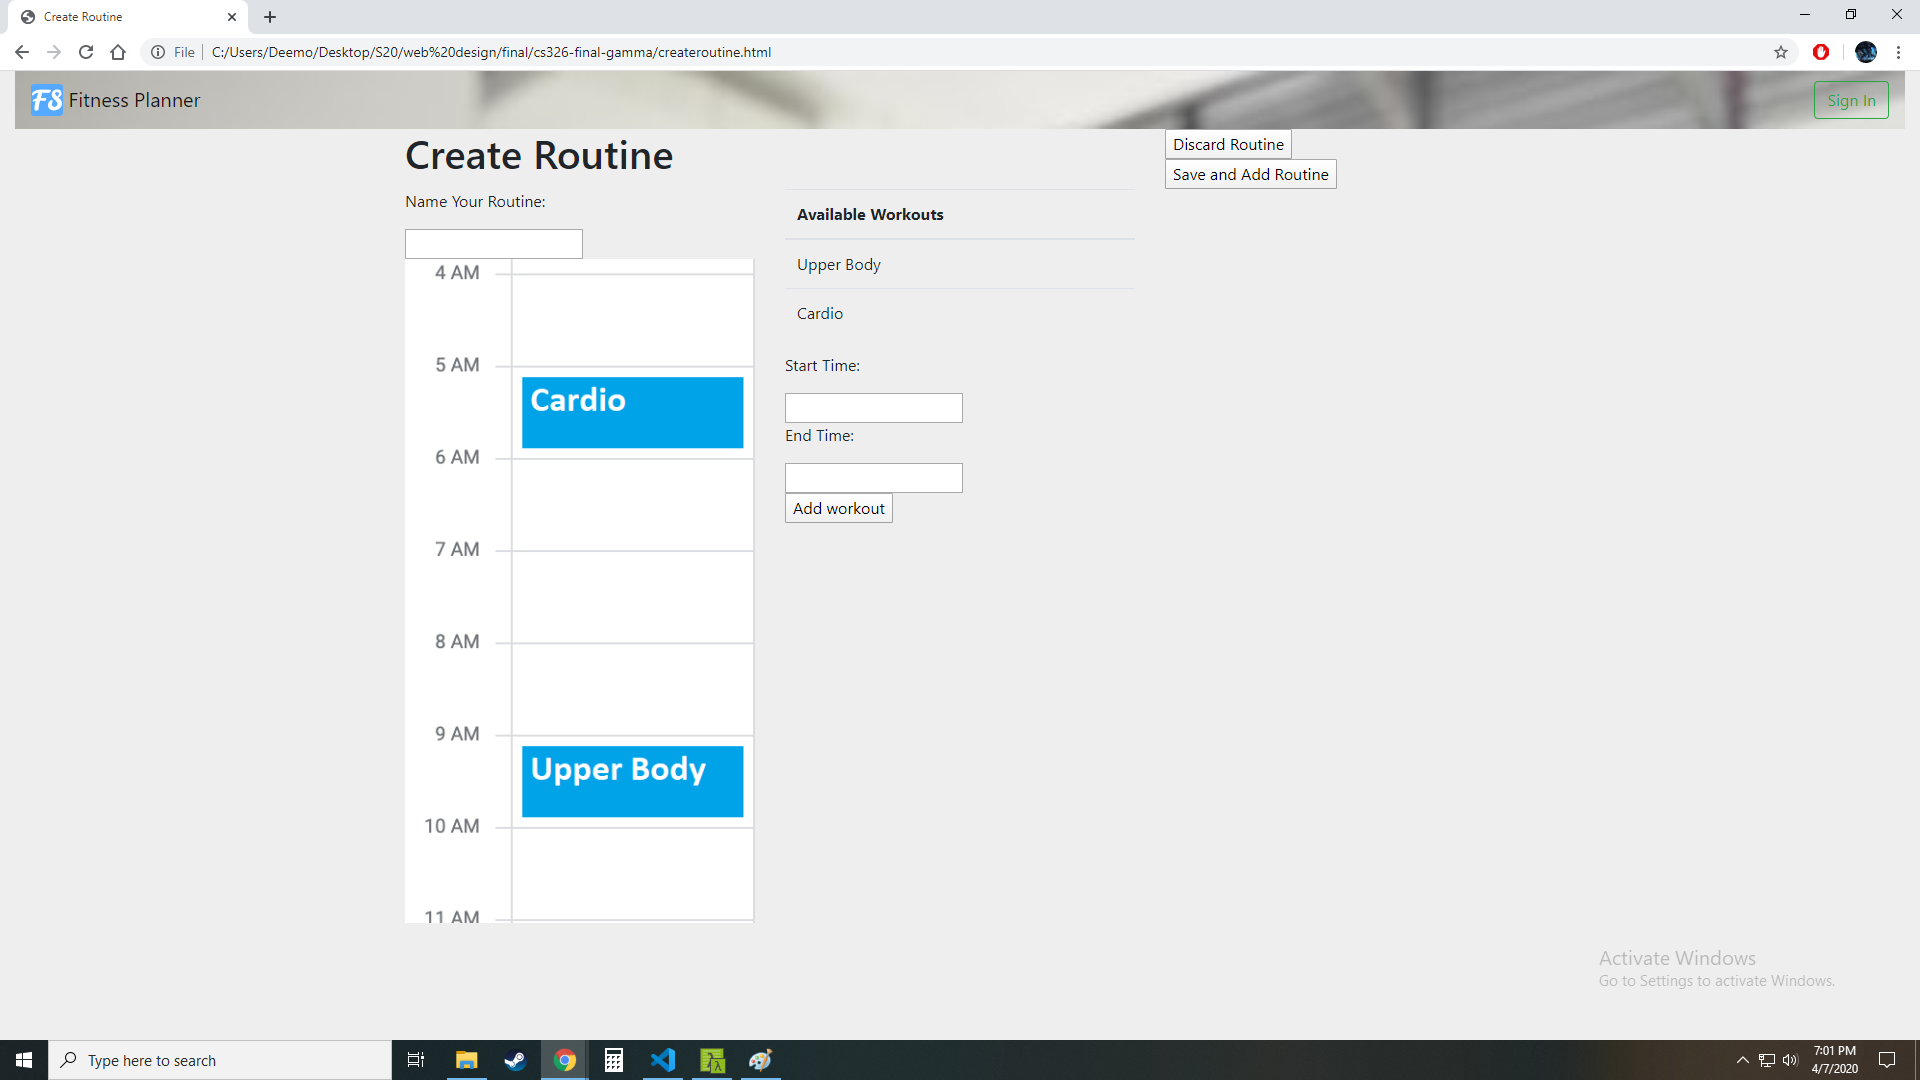 Create Routine
File
C:/Users/Deemo/Desktop/S20/web%20design/final/cs326-final-gamma/createroutine.html
FS Fitness Planner
Sign In
Create Routine
Discard Routine
Save and Add Routine
Name Your Routine:
Available Workouts
Upper Body
Cardio
Start Time:
End Time:
Add workout
4 AM
5 AM
Cardio
6 AM
7 AM
8 AM
9 AM
Upper Body
10 AM
11 AM
Activate Windows
Go to Settings to activate Windows.
Type here to search
7:01 PM
4/7/2020